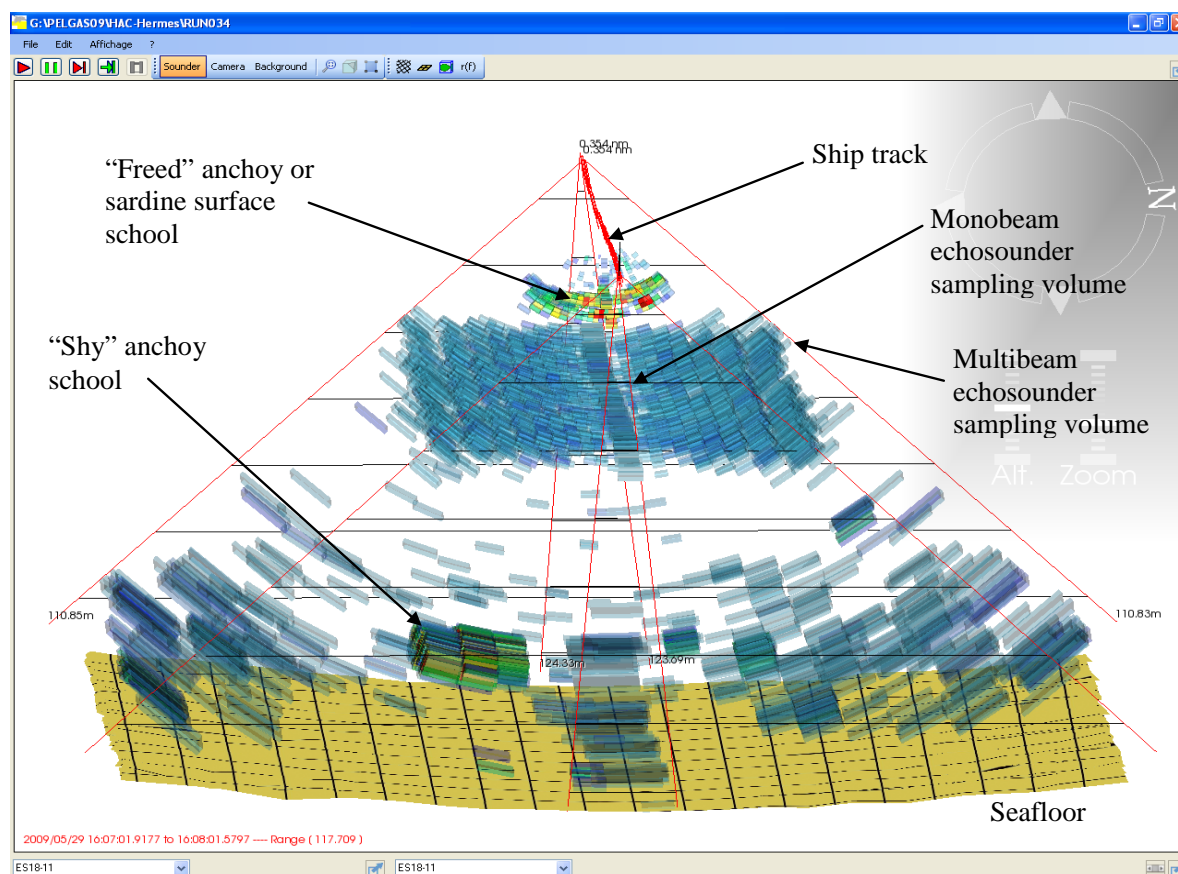 G:\PELGAS09\HAC-Hermes\RUN034
File Edit Affichage ?
Sounder Camera Background r(f)
0.354 nm
0.354 nm
“Freed” anchoy or
sardine surface
school
Ship track
Monobeam
echosounder
sampling volume
N
“Shy” anchoy
school
Multibeam
echosounder
sampling volume
Alt. Zoom
110.85m
110.83m
124.33m
123.69m
Seafloor
2009/05/29 16:07:01.9177 to 16:08:01.5797 ---- Range ( 117.709 )
ES18-11 ES18-11